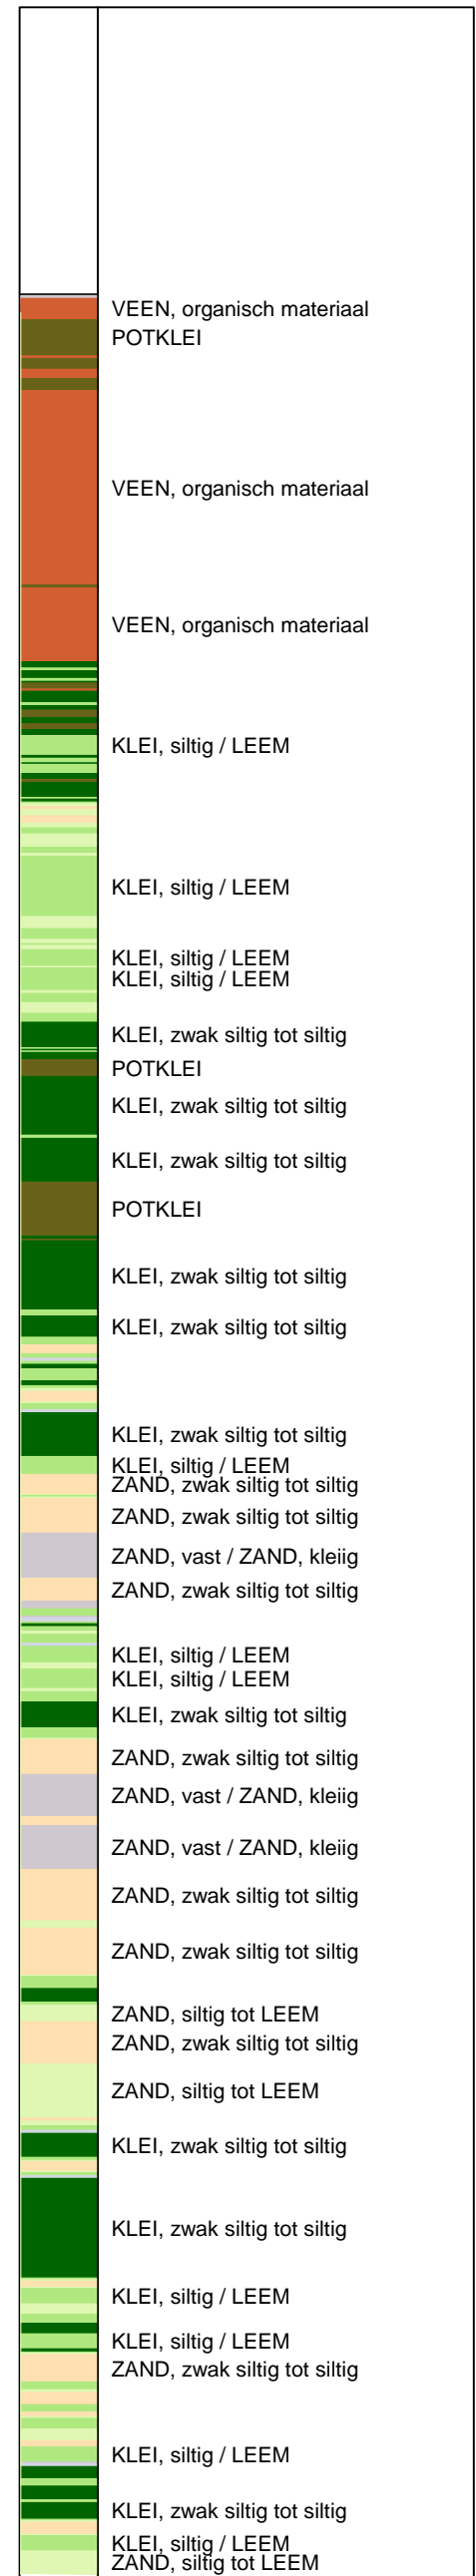 VEEN, organisch materiaal
POTKLEI
VEEN, organisch materiaal
VEEN, organisch materiaal
KLEI, siltig / LEEM
KLEI, siltig / LEEM
KLEI, siltig / LEEM
KLEI, siltig / LEEM
KLEI, zwak siltig tot siltig
POTKLEI
KLEI, zwak siltig tot siltig
KLEI, zwak siltig tot siltig
POTKLEI
KLEI, zwak siltig tot siltig
KLEI, zwak siltig tot siltig
KLEI, zwak siltig tot siltig
KLEI, siltig / LEEM
ZAND, zwak siltig tot siltig
ZAND, zwak siltig tot siltig
ZAND, vast / ZAND, kleiig
ZAND, zwak siltig tot siltig
KLEI, siltig / LEEM
KLEI, siltig / LEEM
KLEI, zwak siltig tot siltig
ZAND, zwak siltig tot siltig
ZAND, vast / ZAND, kleiig
ZAND, vast / ZAND, kleiig
ZAND, zwak siltig tot siltig
ZAND, zwak siltig tot siltig
ZAND, siltig tot LEEM
ZAND, zwak siltig tot siltig
ZAND, siltig tot LEEM
KLEI, zwak siltig tot siltig
KLEI, zwak siltig tot siltig
KLEI, siltig / LEEM
KLEI, siltig / LEEM
ZAND, zwak siltig tot siltig
KLEI, siltig / LEEM
KLEI, zwak siltig tot siltig
KLEI, siltig / LEEM
ZAND, siltig tot LEEM